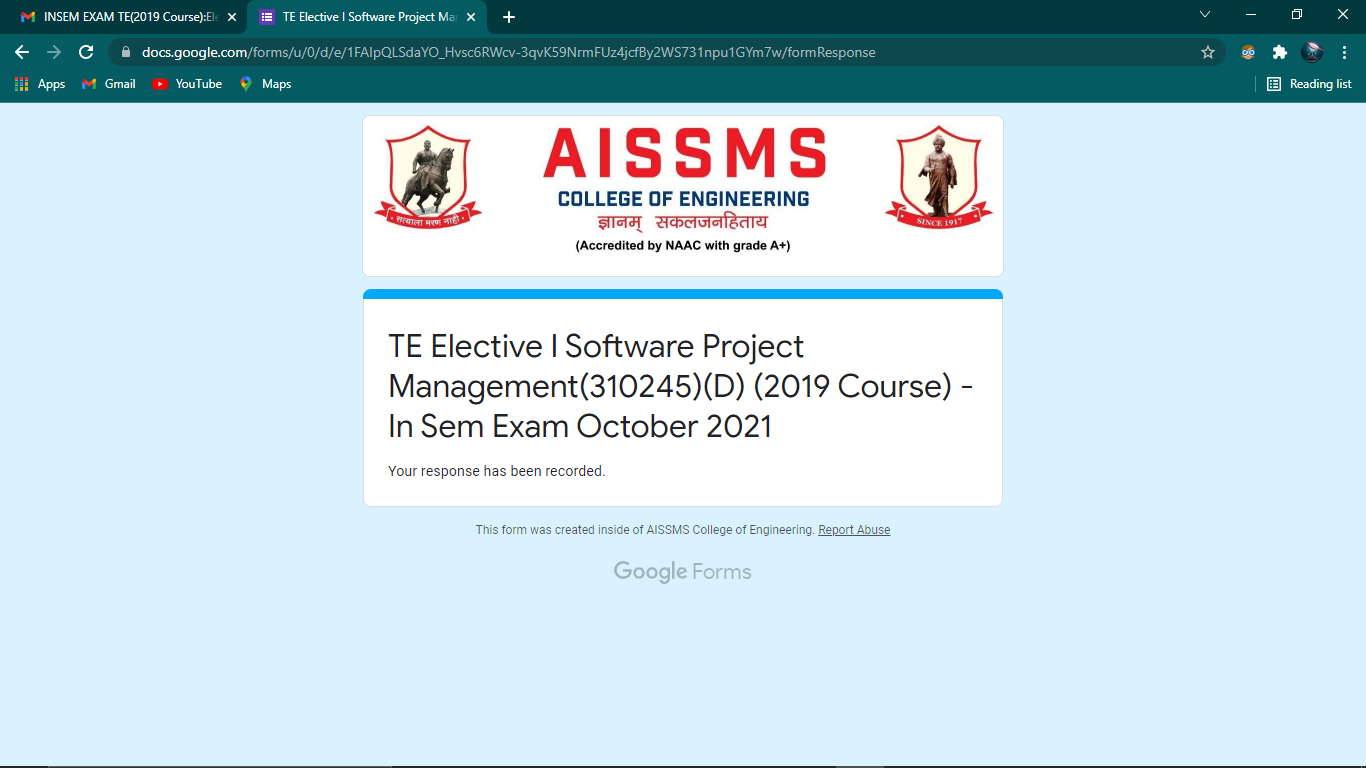 INSEM EXAM TE(2019 Course):Ele
TE Elective I Software Project Ma
docs.google.com/forms/u/0/d/e/1FAIpQLSdaYO_Hvsc6RWcv-3qvK59NrmFUz4jcfBy2WS731npu1GYm7w/formResponse
Apps Gmail YouTube Maps Reading list
AISSMS
COLLEGE OF ENGINEERING
ज्ञानम् सकलजनहिताय
(Accredited by NAAC with grade A+)
सत्याला मरण नाही
SINCE 1917
TE Elective I Software Project
Management(310245)(D) (2019 Course) -
In Sem Exam October 2021
Your response has been recorded.
This form was created inside of AISSMS College of Engineering. Report Abuse
Google Forms